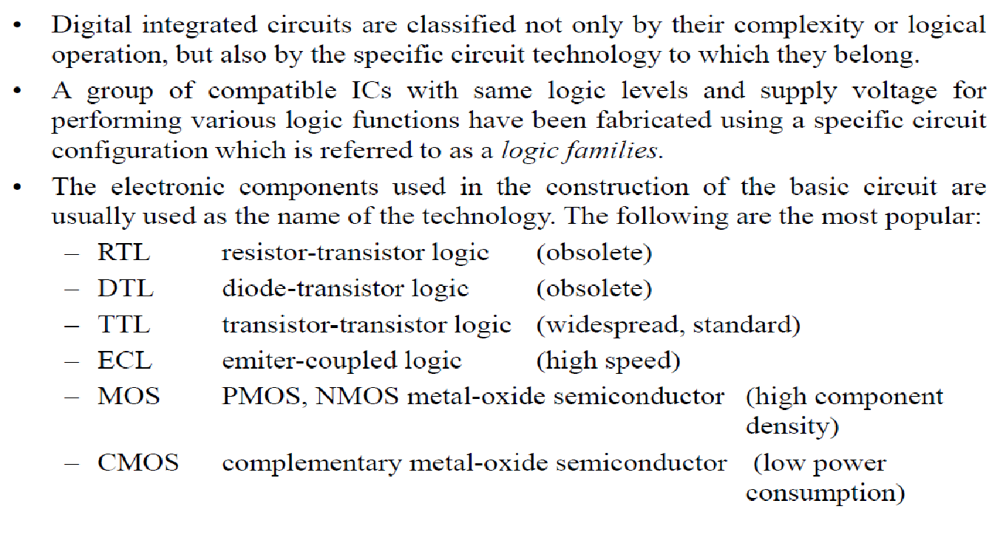 • Digital integrated circuits are classified not only by their complexity or logical
operation, but also by the specific circuit technology to which they belong.
• A group of compatible ICs with same logic levels and supply voltage for
performing various logic functions have been fabricated using a specific circuit
configuration which is referred to as a logic families.
• The electronic components used in the construction of the basic circuit are
usually used as the name of the technology. The following are the most popular:
– RTL resistor-transistor logic (obsolete)
– DTL diode-transistor logic (obsolete)
– TTL transistor-transistor logic (widespread, standard)
– ECL emiter-coupled logic (high speed)
– MOS PMOS, NMOS metal-oxide semiconductor (high component
density)
– CMOS complementary metal-oxide semiconductor (low power
consumption)